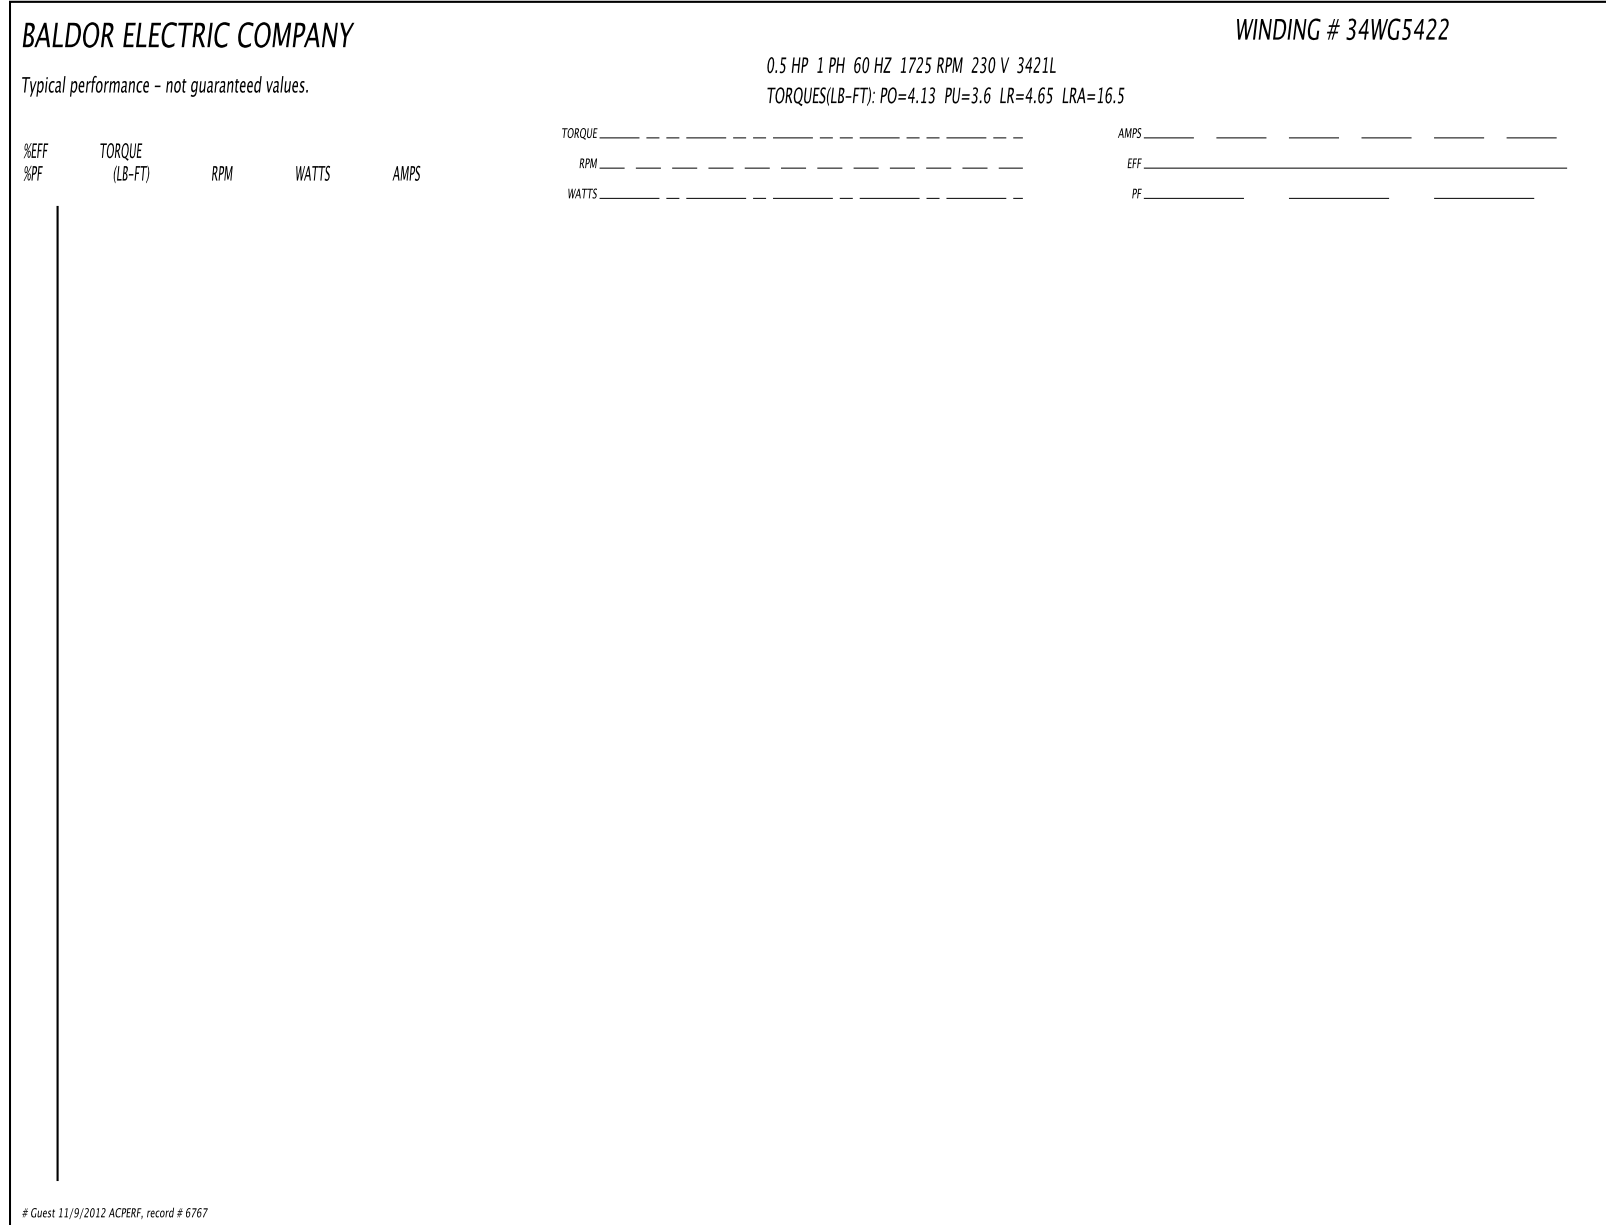 BALDOR ELECTRIC COMPANY
WINDING # 34WG5422
Typical performance - not guaranteed values.
0.5 HP 1 PH 60 HZ 1725 RPM 230 V 3421L
TORQUES(LB-FT): PO=4.13 PU=3.6 LR=4.65 LRA=16.5
TORQUE
RPM
WATTS
AMPS
EFF
PF
%EFF TORQUE
%PF (LB-FT) RPM WATTS AMPS
# Guest 11/9/2012 ACPERF, record # 6767